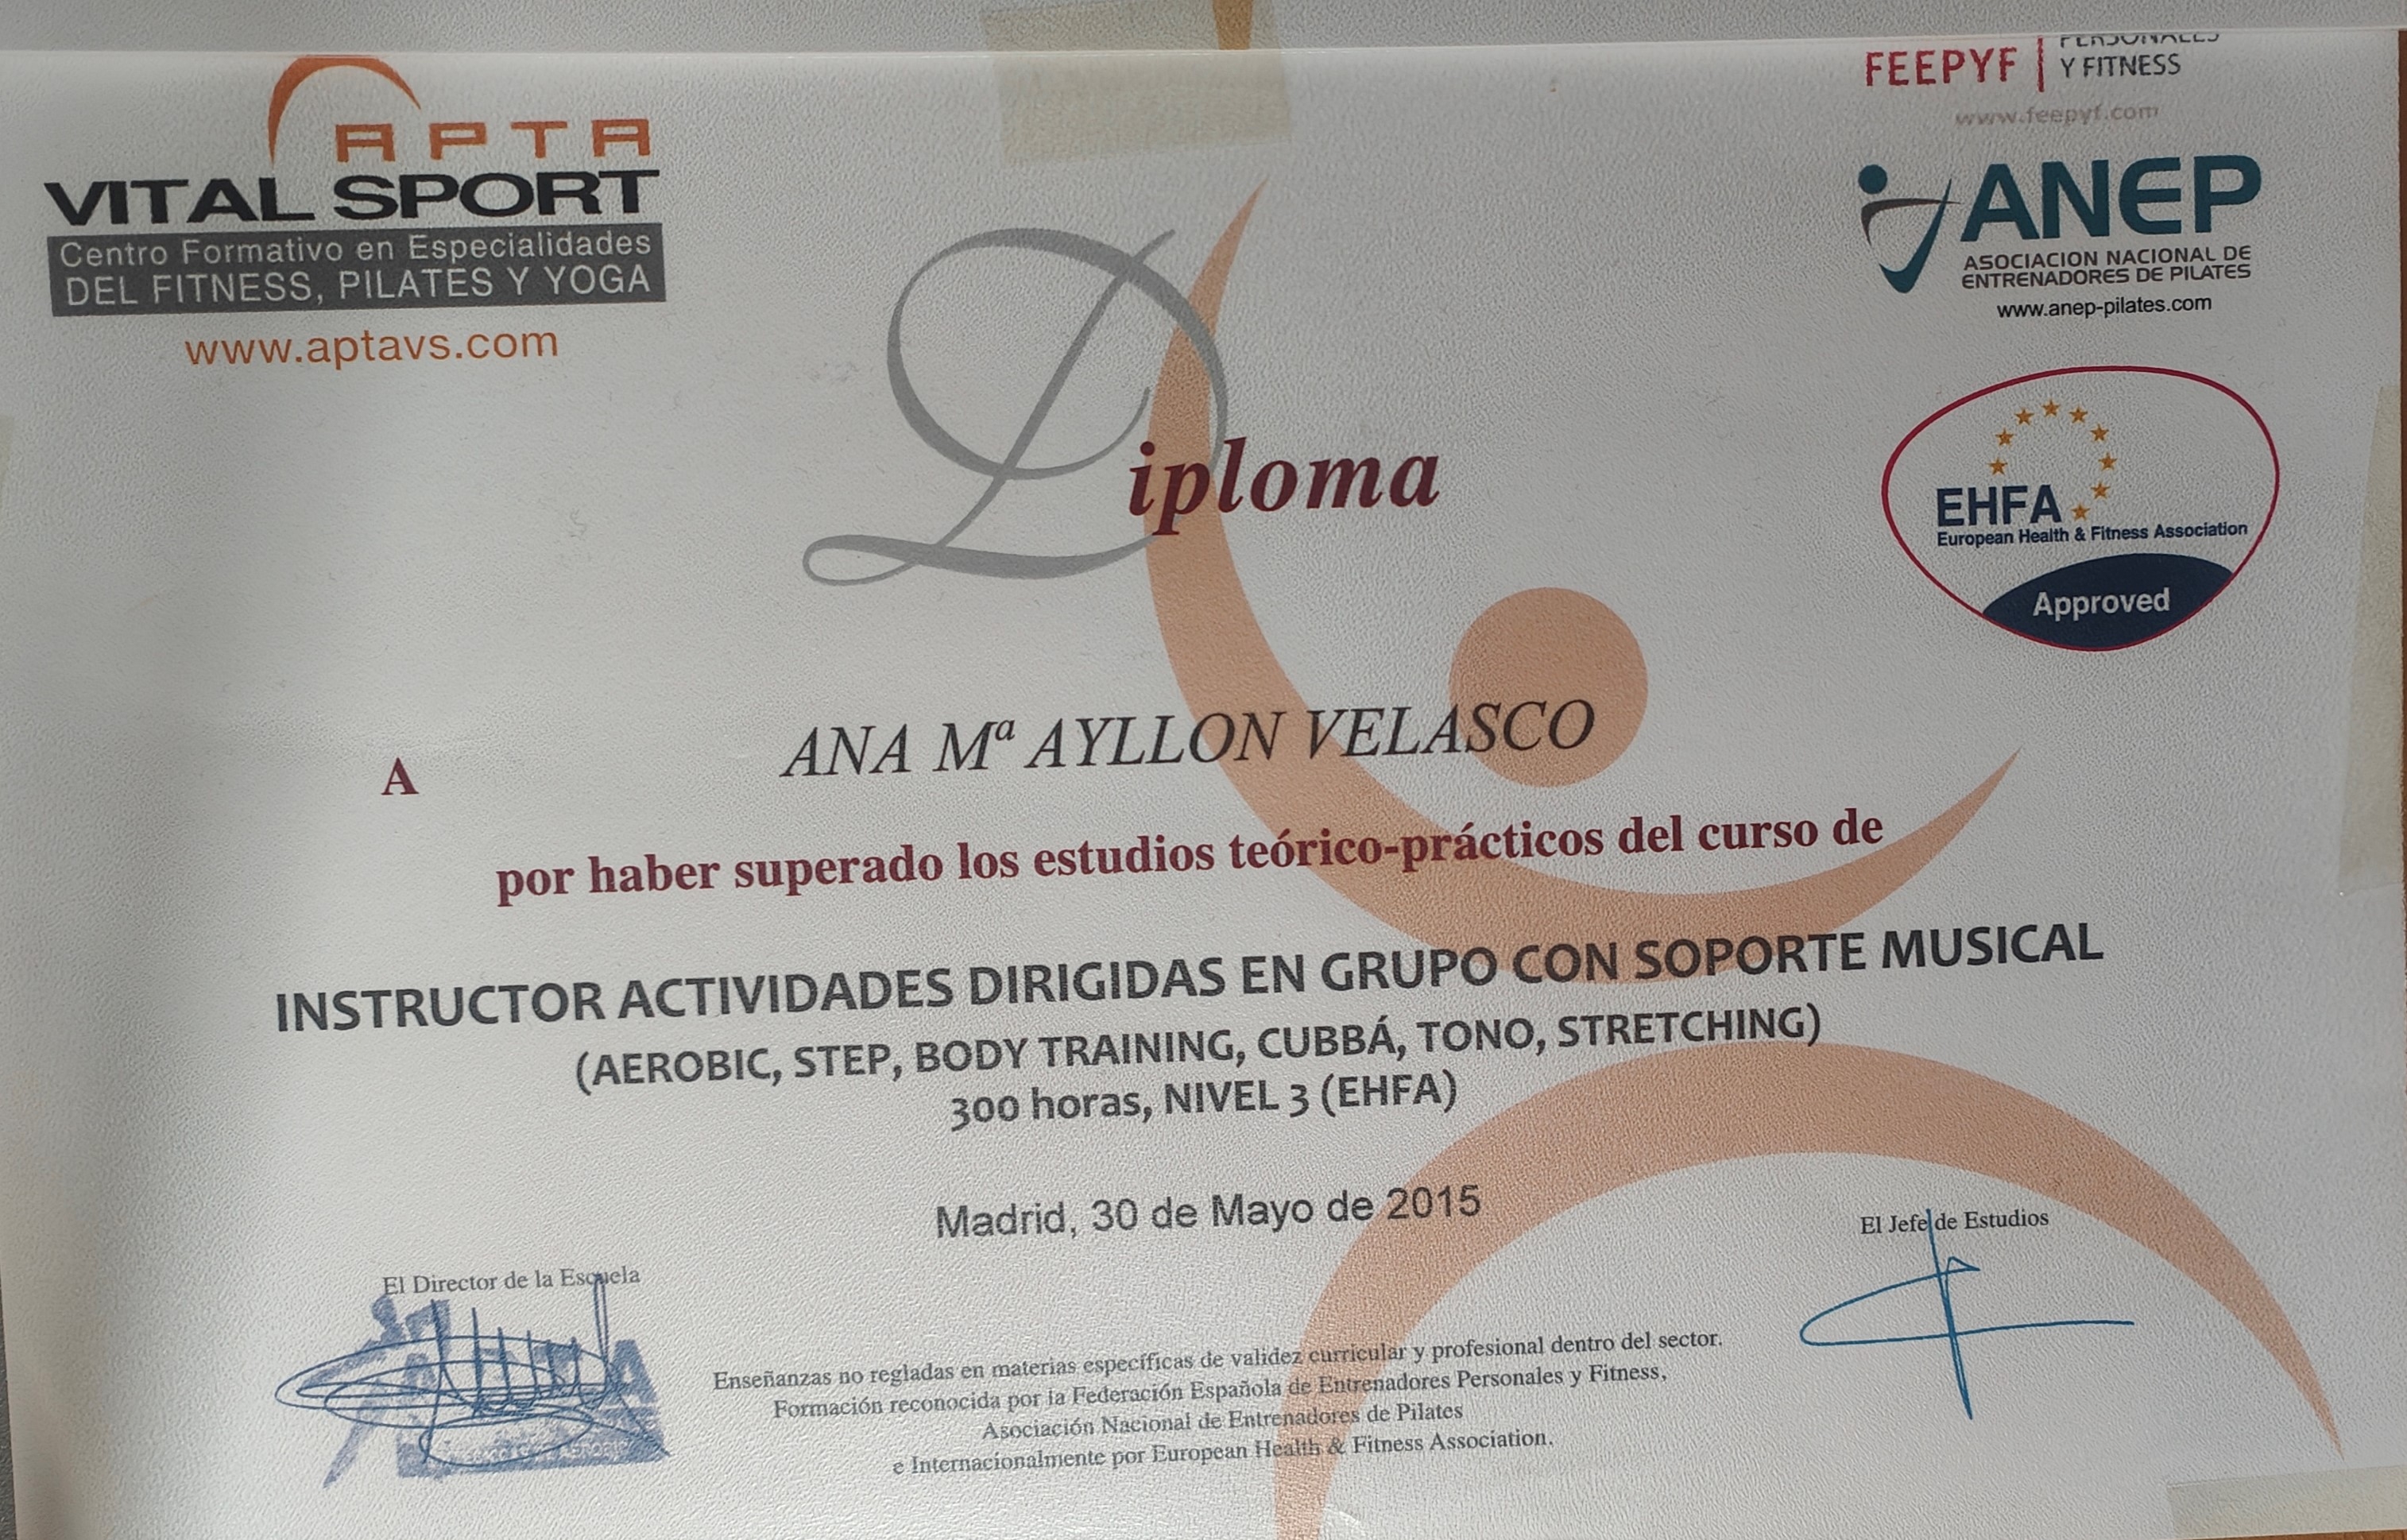 APTA
VITAL SPORT
Centro Formativo en Especialidades
DEL FITNESS, PILATES Y YOGA
www.aptavs.com
PERSONALES
FEEPYF
Y FITNESS
www.feepyf.com
ANEP
ASOCIACION NACIONAL DE
ENTRENADORES DE PILATES
www.anep-pilates.com
Diploma
EHFA
European Health & Fitness Association
Approved
A ANA Mª AYLLON VELASCO
por haber superado los estudios teórico-prácticos del curso de
INSTRUCTOR ACTIVIDADES DIRIGIDAS EN GRUPO CON SOPORTE MUSICAL
(AEROBIC, STEP, BODY TRAINING, CUBBÁ, TONO, STRETCHING)
300 horas, NIVEL 3 (EHFA)
Madrid, 30 de Mayo de 2015
El Director de la Escuela
El Jefe de Estudios
Enseñanzas no regladas en materias específicas de validez curricular y profesional dentro del sector.
Formación reconocida por la Federación Española de Entrenadores Personales y Fitness,
Asociación Nacional de Entrenadores de Pilates
e Internacionalmente por European Health & Fitness Association.